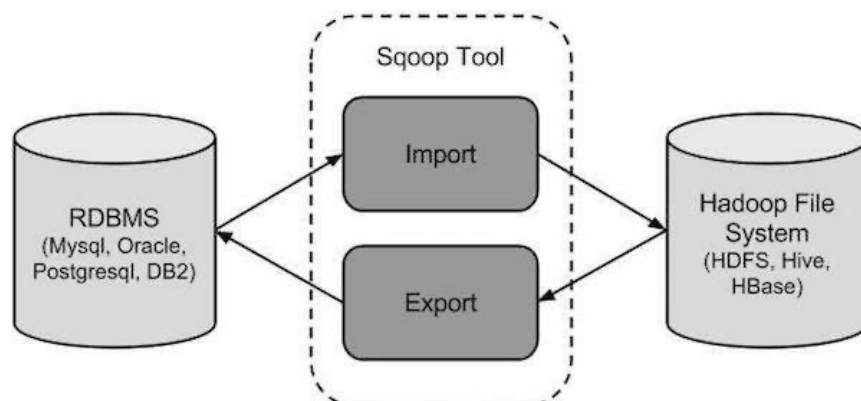 Sqoop Tool
Import
RDBMS
(Mysql, Oracle,
Postgresql, DB2)
Hadoop File
System
(HDFS, Hive,
HBase)
Export